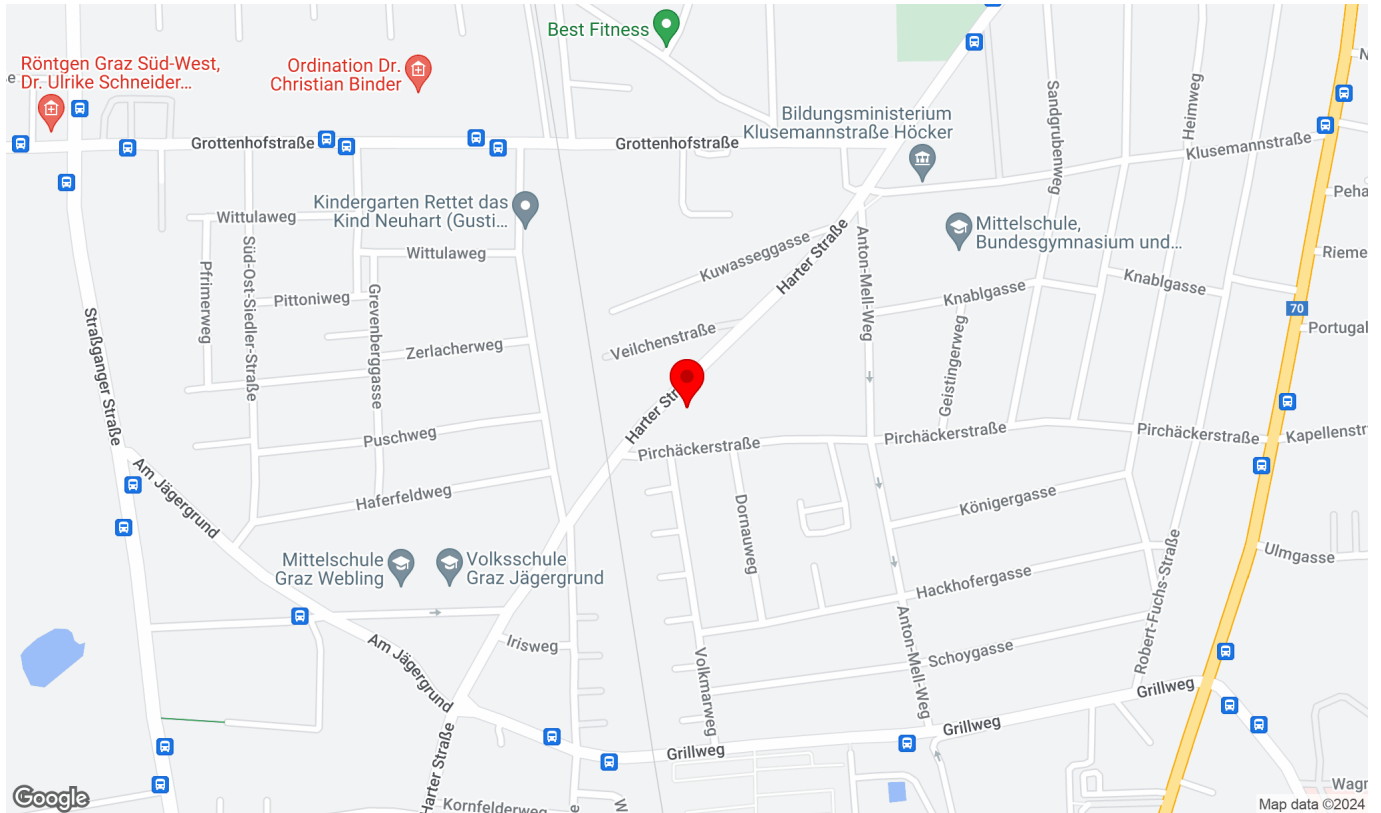 Best Fitness
Röntgen Graz Süd-West,
Dr. Ulrike Schneider...
Ordination Dr.
Christian Binder
Bildungsministerium
Klusemannstraße Höcker
Grottenhofstraße
Grottenhofstraße
Sandgrubenweg
Heimweg
Klusemannstraße
Kindergarten Rettet das
Kind Neuhart (Gusti...
Wittulaweg
Wittulaweg
Pittoniweg
Pfrimerweg
Süd-Ost-Siedler-Straße
Grevenberggasse
Zerlacherweg
Puschweg
Haferfeldweg
Straßganger Straße
Am Jägergrund
Kuwasseggasse
Harter Straße
Veilchenstraße
Harter Str
Anton-Mell-Weg
Mittelschule,
Bundesgymnasium und...
Knablgasse
Knablgasse
Geistingerweg
Peha
Rieme
70
Portugal
Pirchäckerstraße
Pirchäckerstraße
Pirchäckerstraße
Kapellenstr
Dornauweg
Königergasse
Hackhofergasse
Ulmgasse
Robert-Fuchs-Straße
Mittelschule
Graz Webling
Volksschule
Graz Jägergrund
Irisweg
Am Jägergrund
Volkmarweg
Schoygasse
Anton-Mell-Weg
Grillweg
Grillweg
Grillweg
Harter Straße
Kornfelderweg
Wagr
Google
Map data ©2024